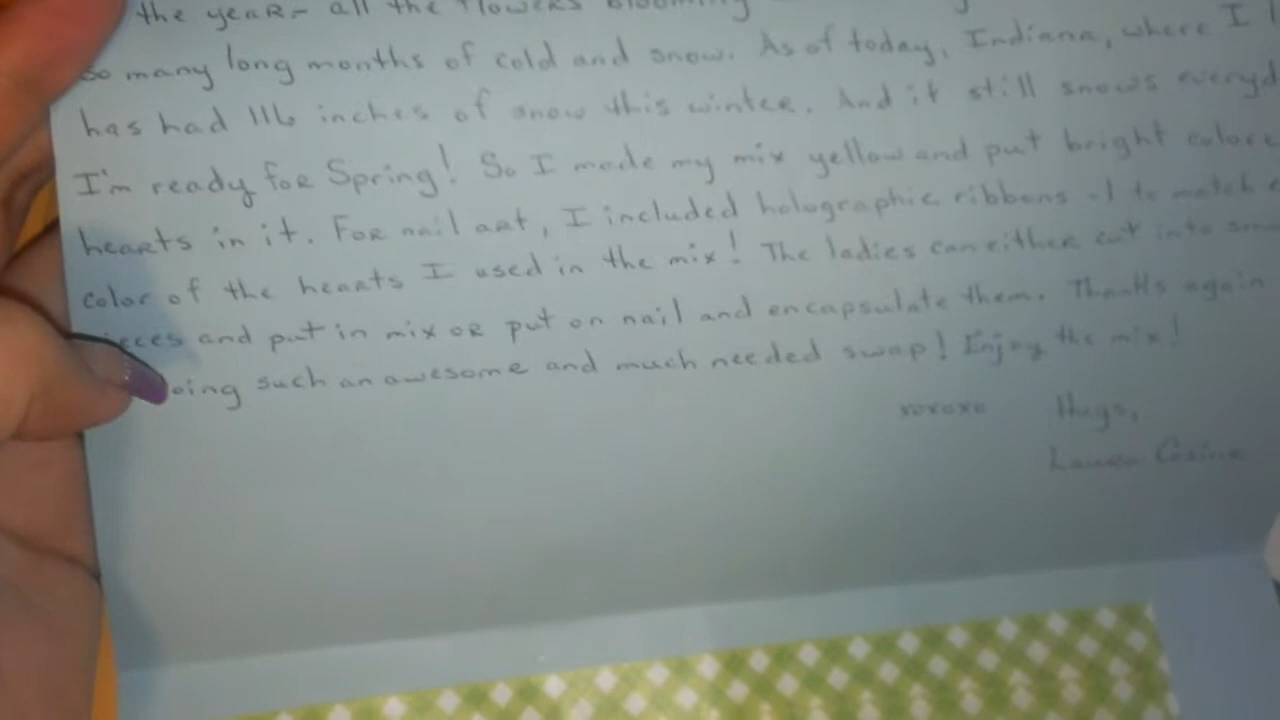 the year - all the flowers blooming
so many long months of cold and snow. As of today, Indiana, where I
has had 116 inches of snow this winter. And it still snows everyd
I'm ready for Spring! So I made my mix yellow and put bright colore
hearts in it. For nail art, I included holographic ribbons - 1 to match
color of the hearts I used in the mix! The ladies can either cut into sma
ieces and put in mix or put on nail and encapsulate them. Thanks again
oing such an awesome and much needed swap! Enjoy the mix!
xoxoxo Hugs,
Laura